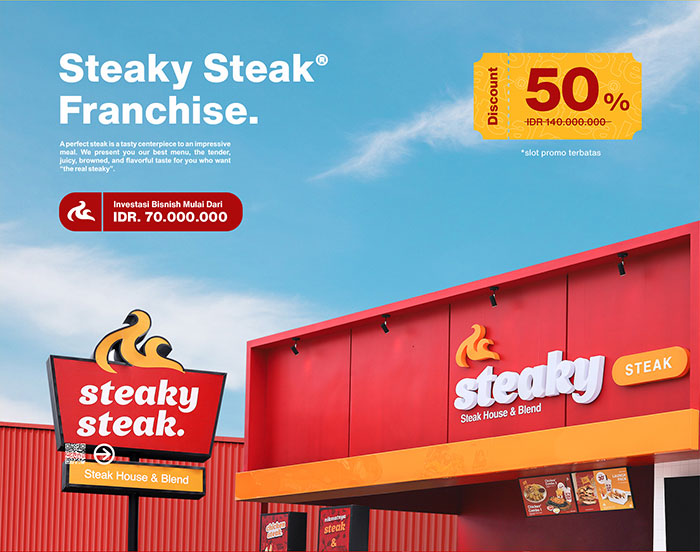 Steaky Steak®
Franchise.
A perfect steak is a tasty centerpiece to an impressive
meal. We present you our best menu, the tender,
juicy, browned, and flavorful taste for you who want
"the real steaky".
Investasi Bisnish Mulai Dari
IDR. 70.000.000
Discount
50%
IDR 140.000.000
*slot promo terbatas
steaky
STEAK
Steak House & Blend
steaky
steak.
Steak House & Blend
steak
&